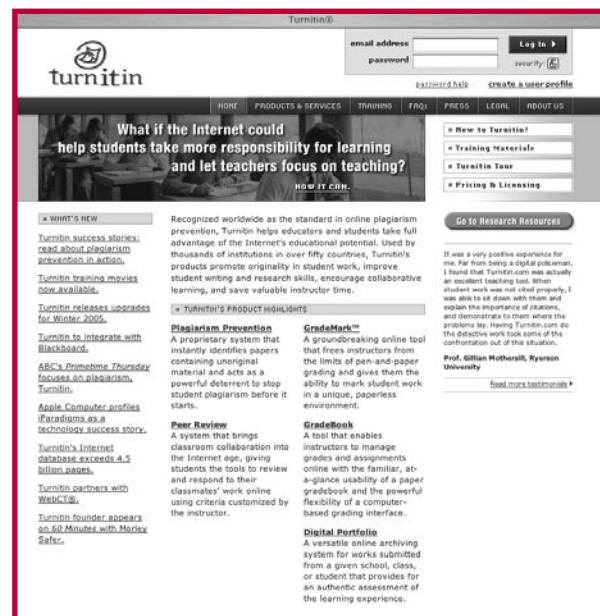 Turnitin®
turnitin
email address
password
Log In
security:
password help
create a user profile
HOME
PRODUCTS & SERVICES
TRAINING
FAQs
PRESS
LEGAL
ABOUT US
What if the Internet could
help students take more responsibility for learning
and let teachers focus on teaching?
NOW IT CAN.
New to Turnitin?
Training Materials
Turnitin Tour
Pricing & Licensing
WHAT'S NEW
Turnitin success stories:
read about plagiarism
prevention in action.
Turnitin training movies
now available.
Turnitin releases upgrades
for Winter 2005.
Turnitin to integrate with
Blackboard.
ABC's Primetime Thursday
focuses on plagiarism,
Turnitin.
Apple Computer profiles
iParadigms as a
technology success story.
Turnitin's Internet
database exceeds 4.5
billion pages.
Turnitin partners with
WebCT®.
Turnitin founder appears
on 60 Minutes with Morley
Safer.
Recognized worldwide as the standard in online plagiarism
prevention, Turnitin helps educators and students take full
advantage of the Internet's educational potential. Used by
thousands of institutions in over fifty countries, Turnitin's
products promote originality in student work, improve
student writing and research skills, encourage collaborative
learning, and save valuable instructor time.
TURNITIN'S PRODUCT HIGHLIGHTS
Plagiarism Prevention
A proprietary system that
instantly identifies papers
containing unoriginal
material and acts as a
powerful deterrent to stop
student plagiarism before it
starts.
Peer Review
A system that brings
classroom collaboration into
the Internet age, giving
students the tools to review
and respond to their
classmates' work online
using criteria customized by
the instructor.
GradeMark™
A groundbreaking online tool
that frees instructors from
the limits of pen-and-paper
grading and gives them the
ability to mark student work
in a unique, paperless
environment.
GradeBook
A tool that enables
instructors to manage
grades and assignments
online with the familiar, at-
a-glance usability of a paper
gradebook and the powerful
flexibility of a computer-
based grading interface.
Digital Portfolio
A versatile online archiving
system for works submitted
from a given school, class,
or student that provides for
an authentic assessment of
the learning experience.
Go to Research Resources
It was a very positive experience for
me. Far from being a digital policeman,
I found that Turnitin.com was actually
an excellent teaching tool. When
student work was not cited properly, I
was able to sit down with them and
explain the importance of citations,
and demonstrate to them where the
problems lay. Having Turnitin.com do
the detective work took some of the
confrontation out of this situation.
Prof. Gillian Mothersill, Ryerson
University
Read more testimonials